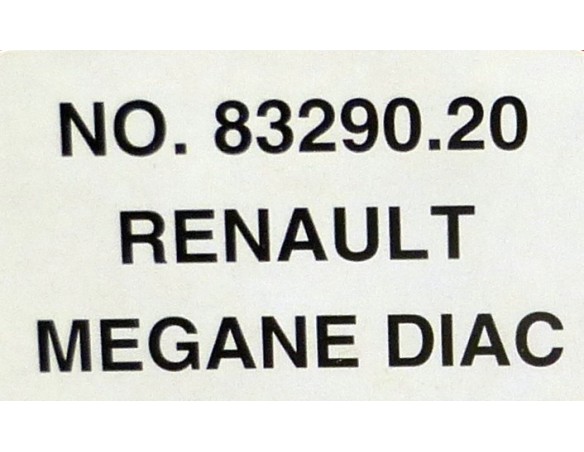 NO. 83290.20
RENAULT
MEGANE DIAC